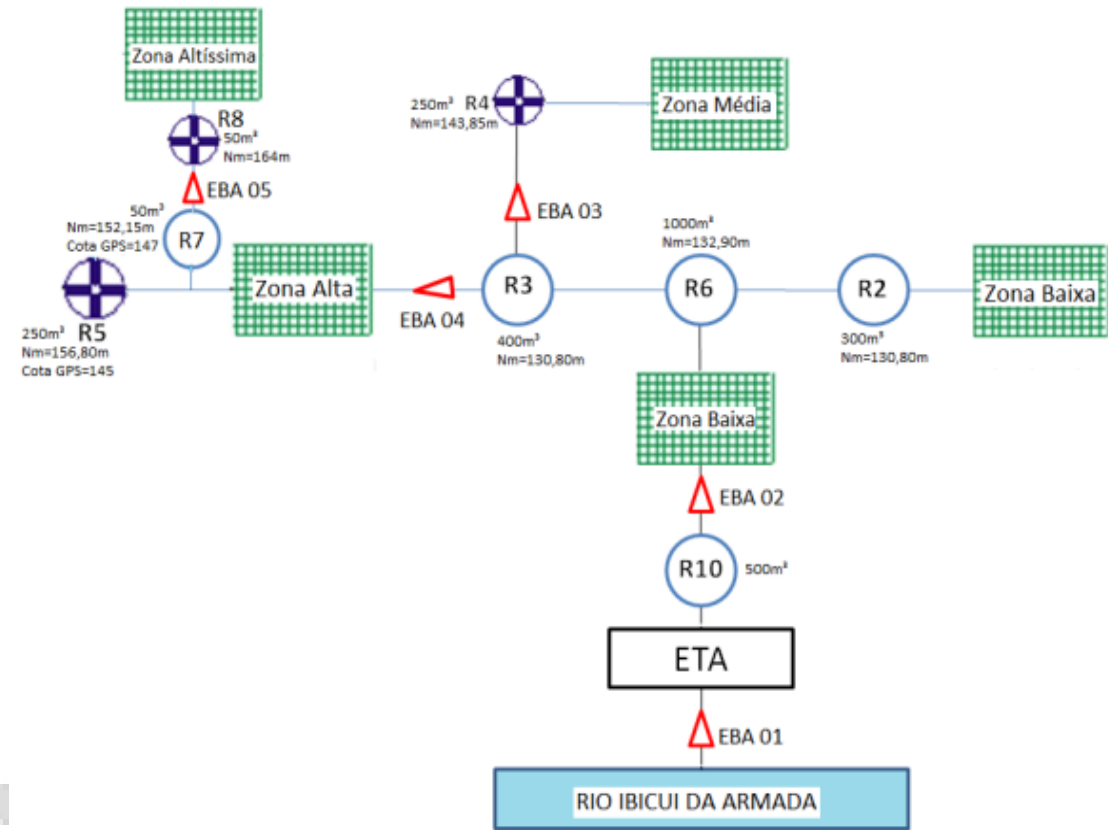 Zona Altíssima
R8
50m³
Nm=164m
EBA 05
50m³
Nm=152,15m
Cota GPS=147
R7
R5
250m³
Nm=156,80m
Cota GPS=145
Zona Alta
EBA 04
250m³ R4
Nm=143,85m
Zona Média
EBA 03
R3
400m³
Nm=130,80m
1000m³
Nm=132,90m
R6
R2
300m³
Nm=130,80m
Zona Baixa
Zona Baixa
EBA 02
R10
500m³
ETA
EBA 01
RIO IBICUI DA ARMADA